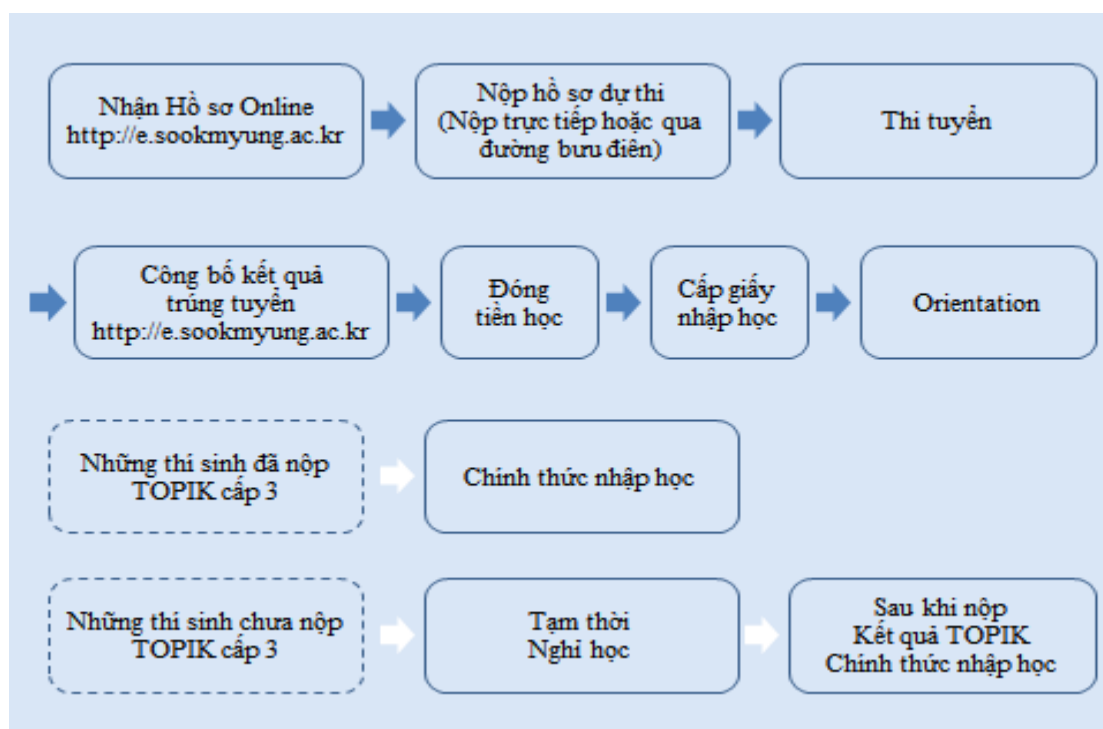 Nhận Hồ sơ Online
http://e.sookmyung.ac.kr
Nộp hồ sơ dự thi
(Nộp trực tiếp hoặc qua
đường bưu điên)
Thi tuyển
Công bố kết quả
trúng tuyển
http://e.sookmyung.ac.kr
Đóng
tiền học
Cấp giấy
nhập học
Orientation
Những thí sinh đã nộp
TOPIK cấp 3
Chính thức nhập học
Những thí sinh chưa nộp
TOPIK cấp 3
Tạm thời
Nghỉ học
Sau khi nộp
Kết quả TOPIK
Chính thức nhập học